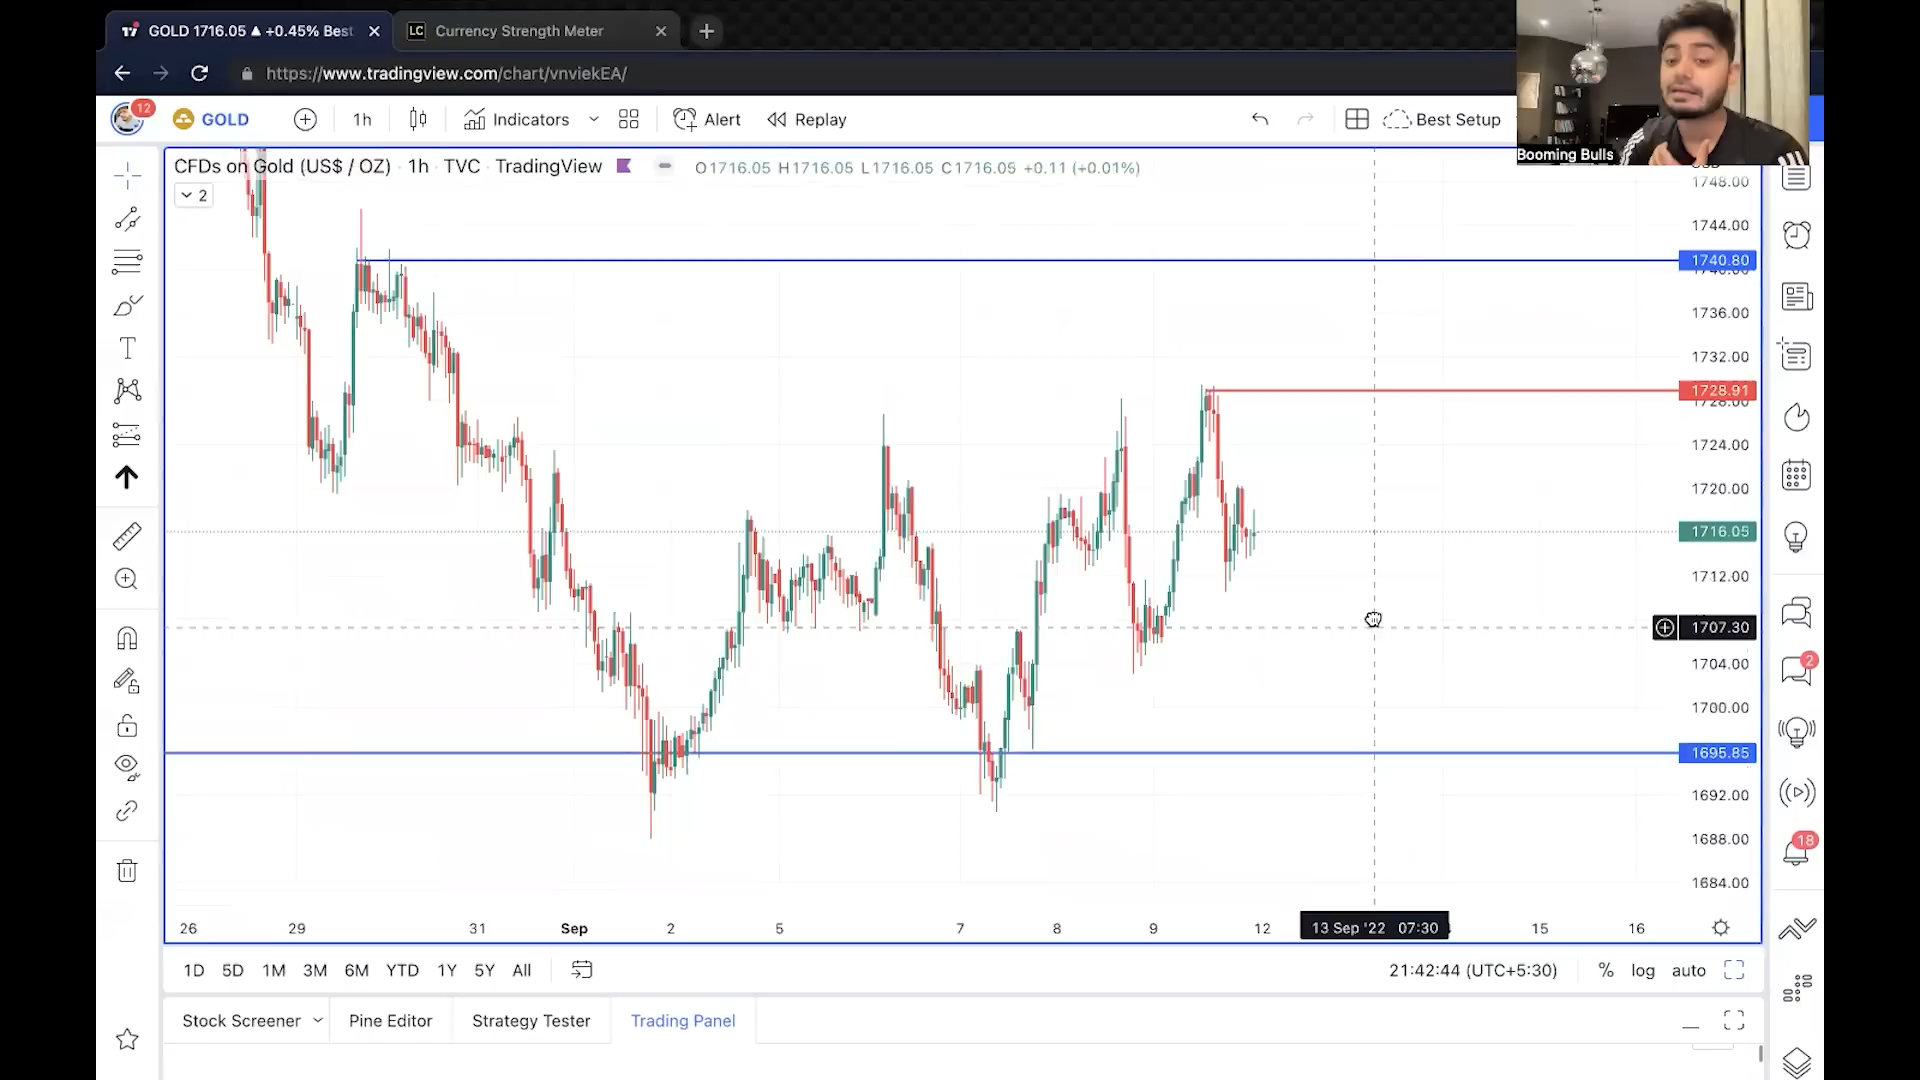 GOLD 1716.05 ▲ +0.45% Best
LC Currency Strength Meter
https://www.tradingview.com/chart/vnviekEA/
12
GOLD 1h Indicators Alert Replay Best Setup
Booming Bulls
CFDs on Gold (US$ / OZ) · 1h · TVC · TradingView O1716.05 H1716.05 L1716.05 C1716.05 +0.11 (+0.01%)
2
1748.00
1744.00
1740.80
1736.00
1732.00
1728.91
1728.00
1724.00
1720.00
1716.05
1712.00
1707.30
1704.00
1700.00
1695.85
1692.00
1688.00
1684.00
2
18
26 29 31 Sep 2 5 7 8 9 12 13 Sep '22 07:30 15 16
1D 5D 1M 3M 6M YTD 1Y 5Y All 21:42:44 (UTC+5:30) % log auto
Stock Screener Pine Editor Strategy Tester Trading Panel